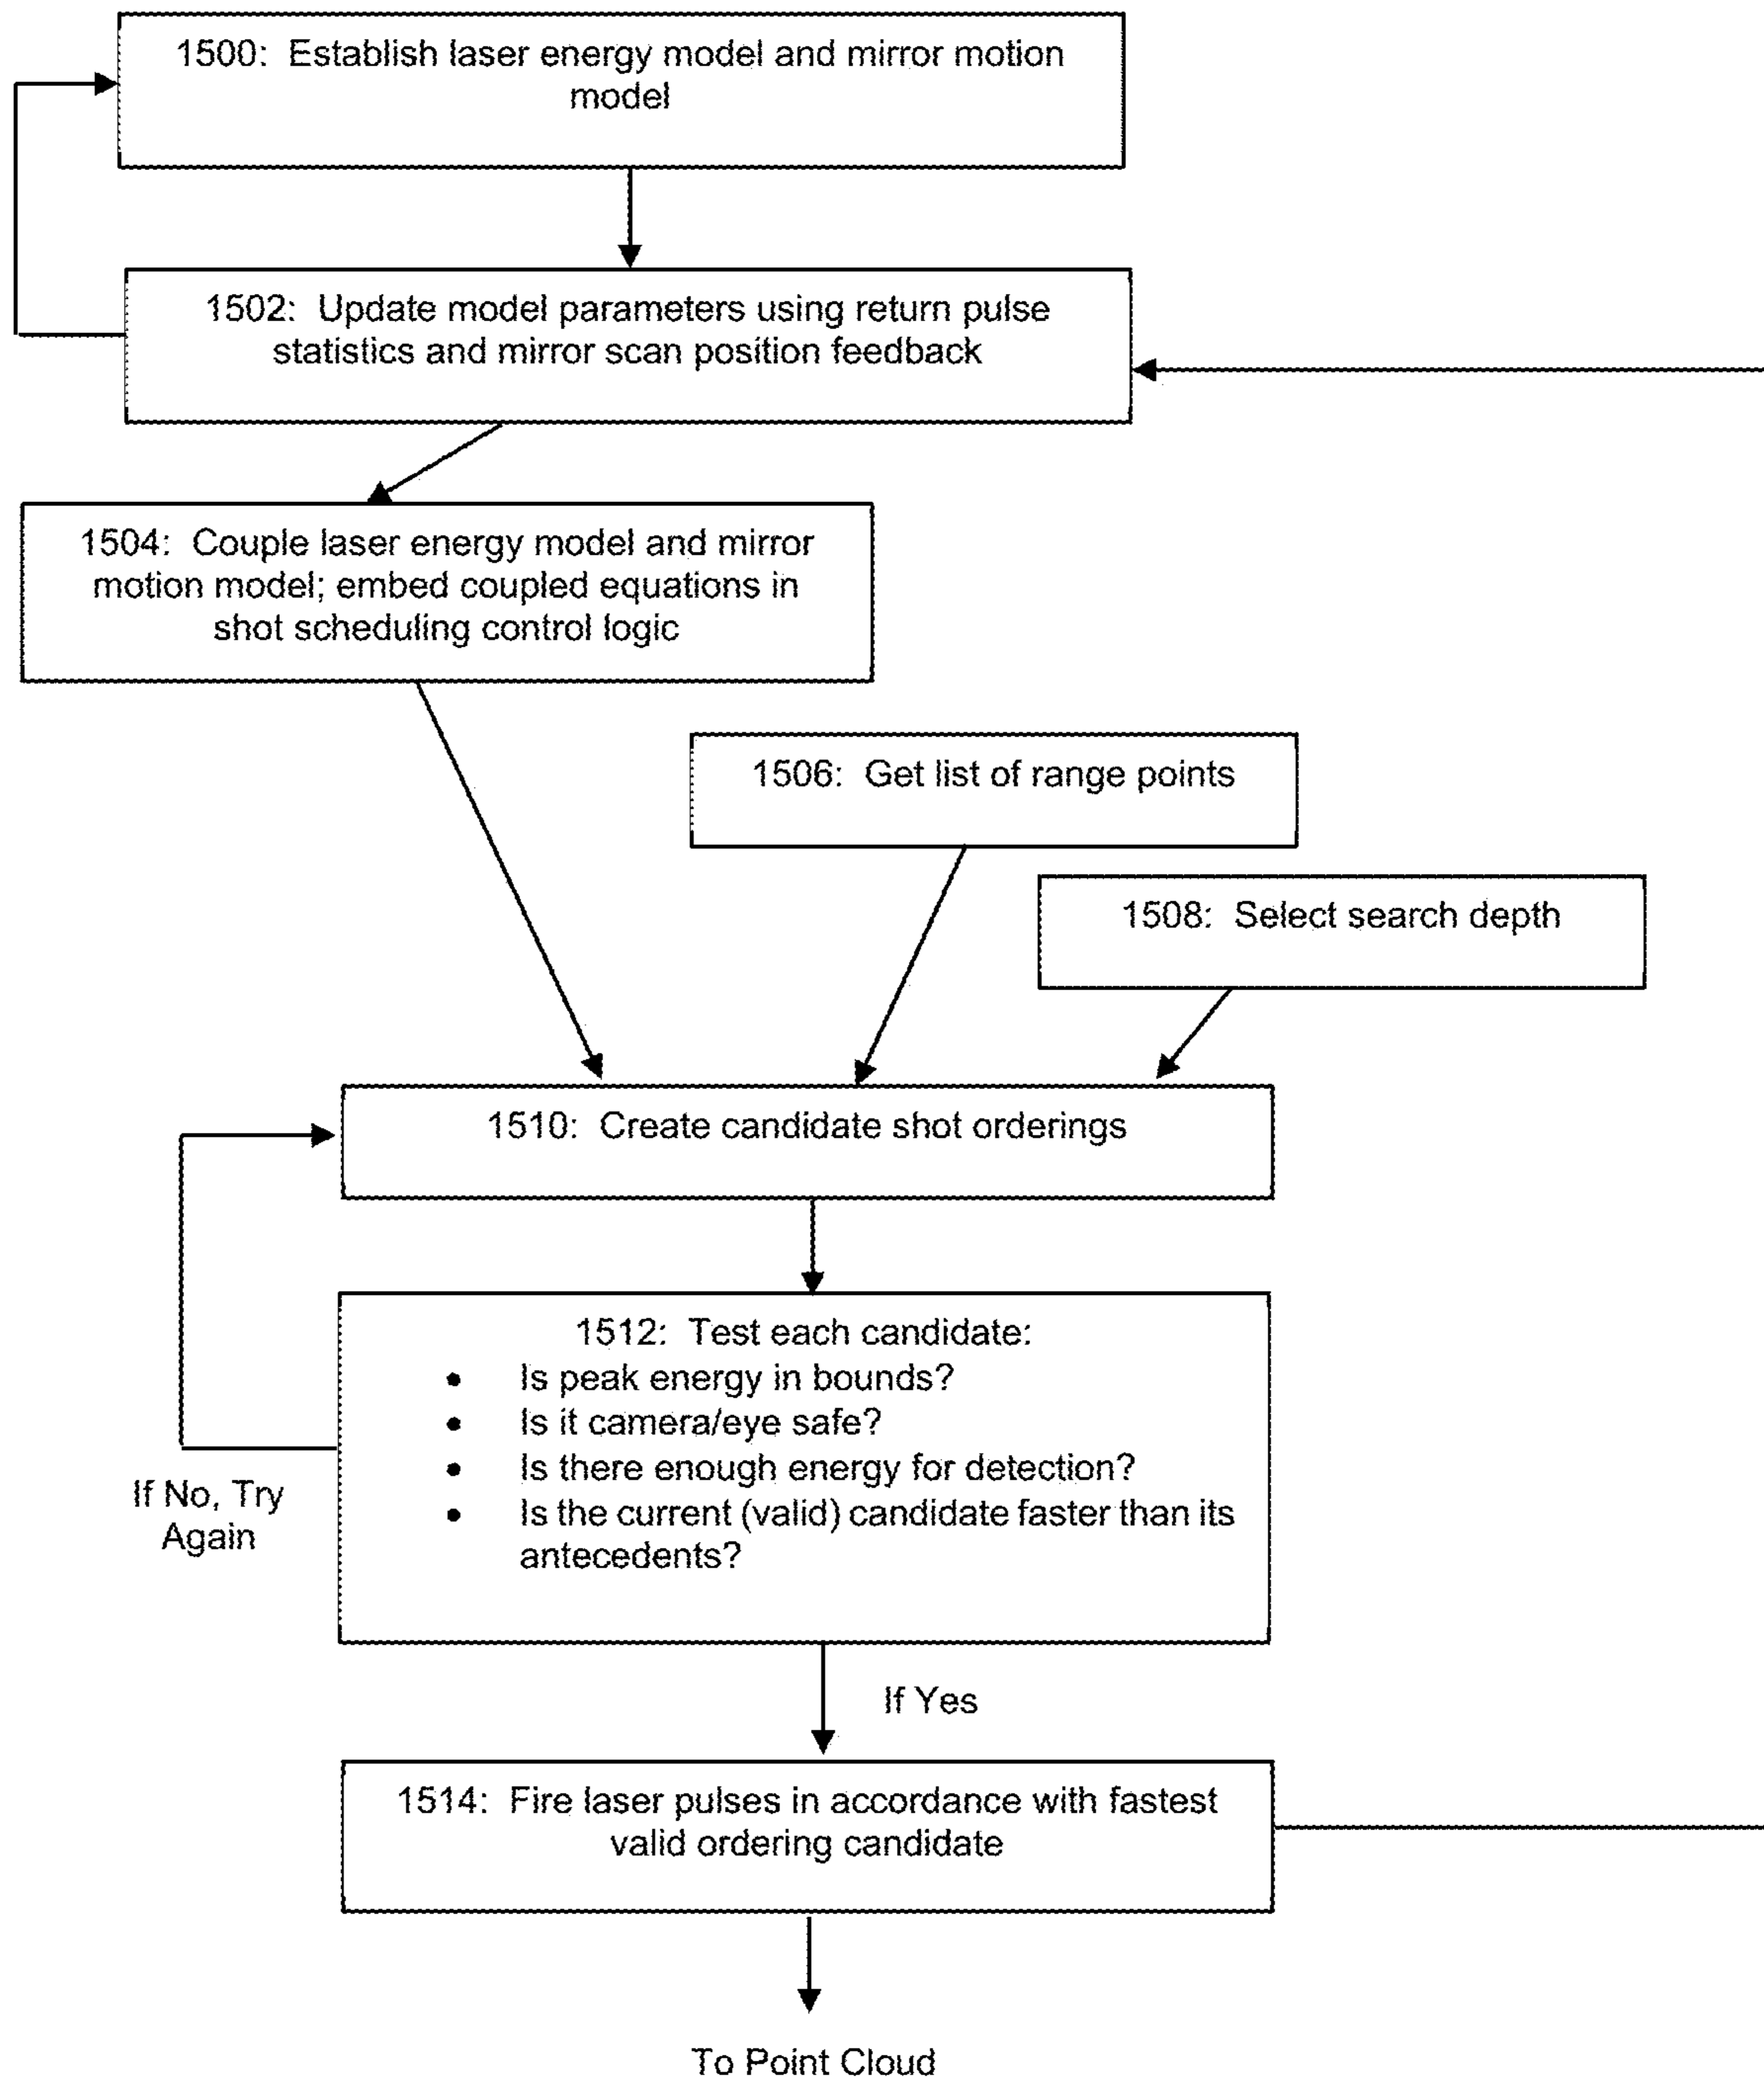 1500: Establish laser energy model and mirror motion
model
1502: Update model parameters using return pulse
statistics and mirror scan position feedback
1504: Couple laser energy model and mirror
motion model; embed coupled equations in
shot scheduling control logic
1506: Get list of range points
1508: Select search depth
1510: Create candidate shot orderings
1512: Test each candidate:
• Is peak energy in bounds?
• Is it camera/eye safe?
• Is there enough energy for detection?
• Is the current (valid) candidate faster than its
antecedents?
If No, Try
Again
If Yes
1514: Fire laser pulses in accordance with fastest
valid ordering candidate
To Point Cloud